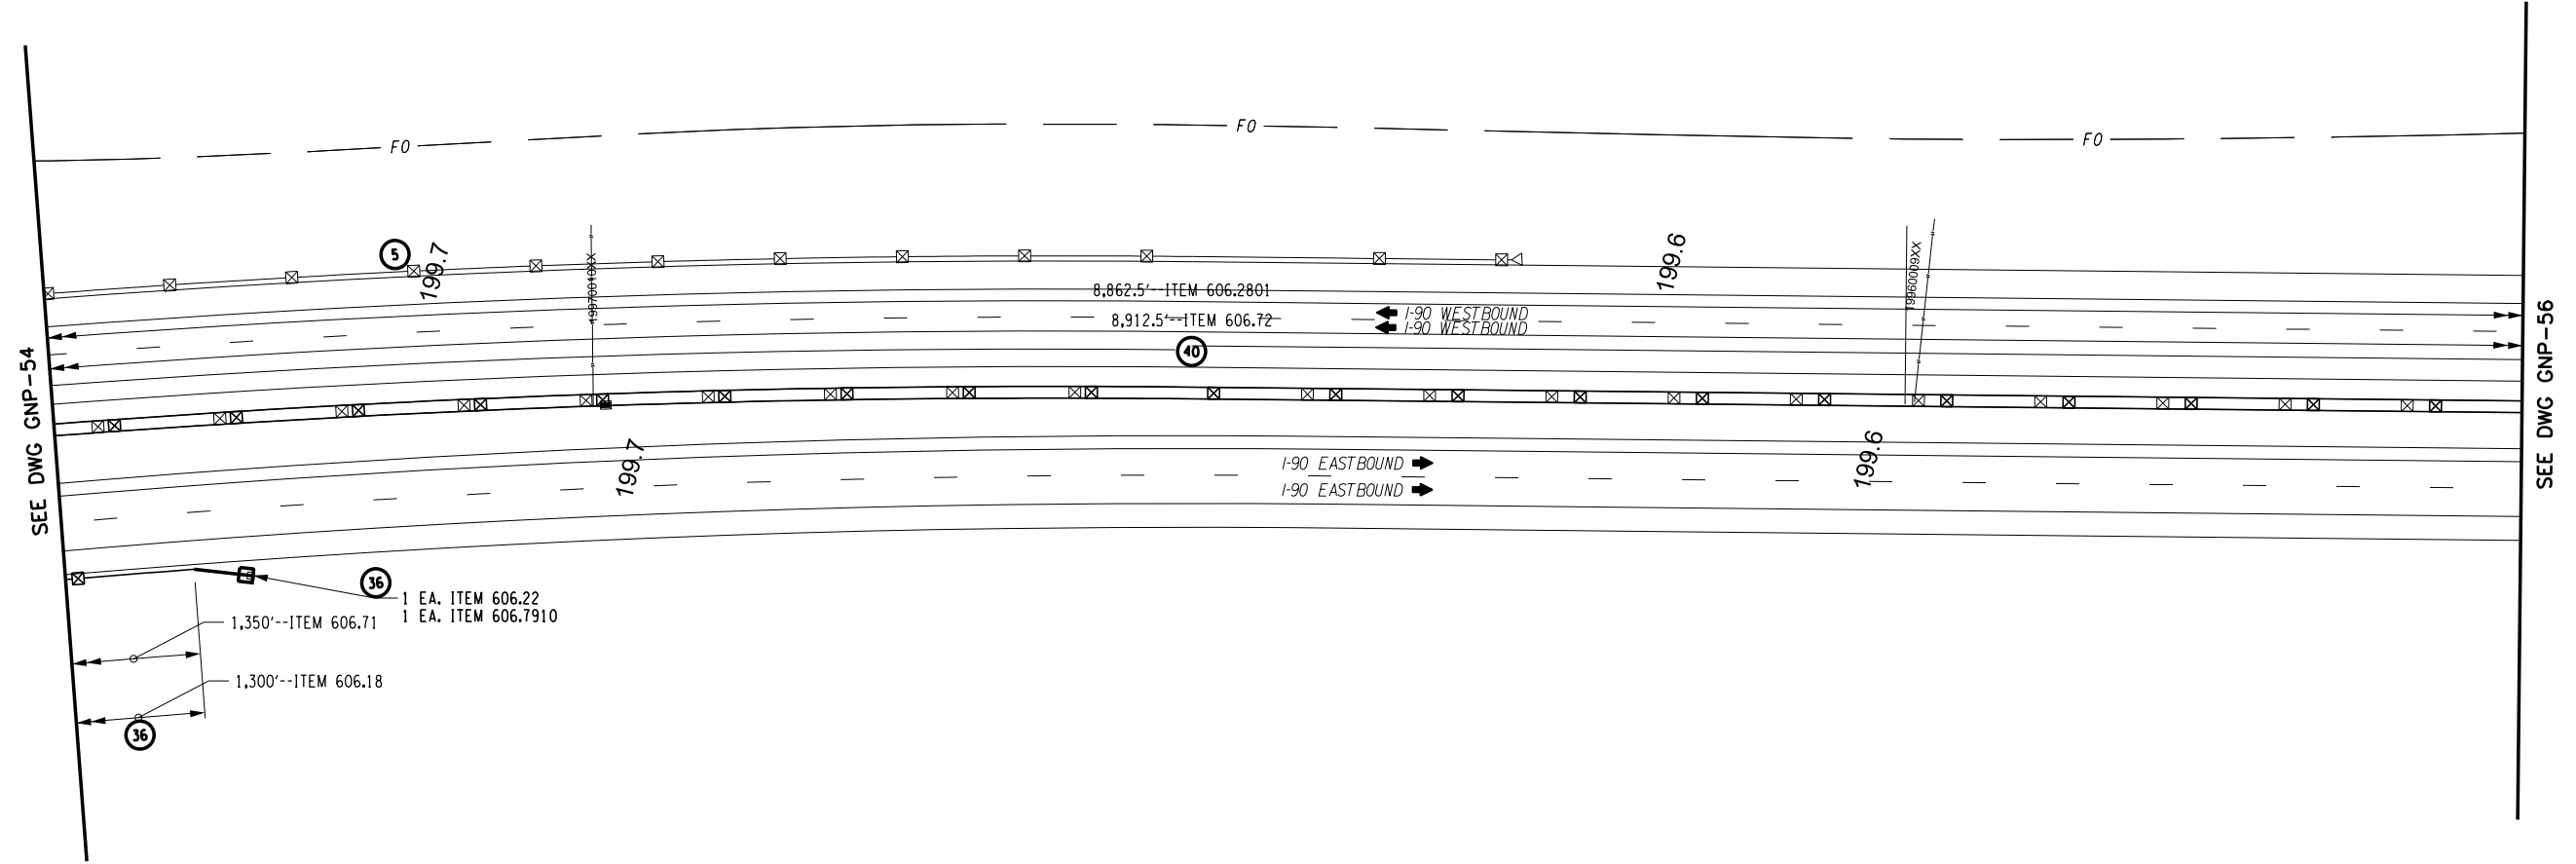 FO
FO
FO
5
199.7
199700100XX
199.6
19960009XX
8,862.5'--ITEM 606.2801
8,912.5'--ITEM 606.72
I-90 WESTBOUND
I-90 WESTBOUND
40
SEE DWG GNP-54
SEE DWG GNP-56
199.7
199.6
I-90 EASTBOUND
I-90 EASTBOUND
36
1 EA. ITEM 606.22
1 EA. ITEM 606.7910
1,350'--ITEM 606.71
1,300'--ITEM 606.18
36